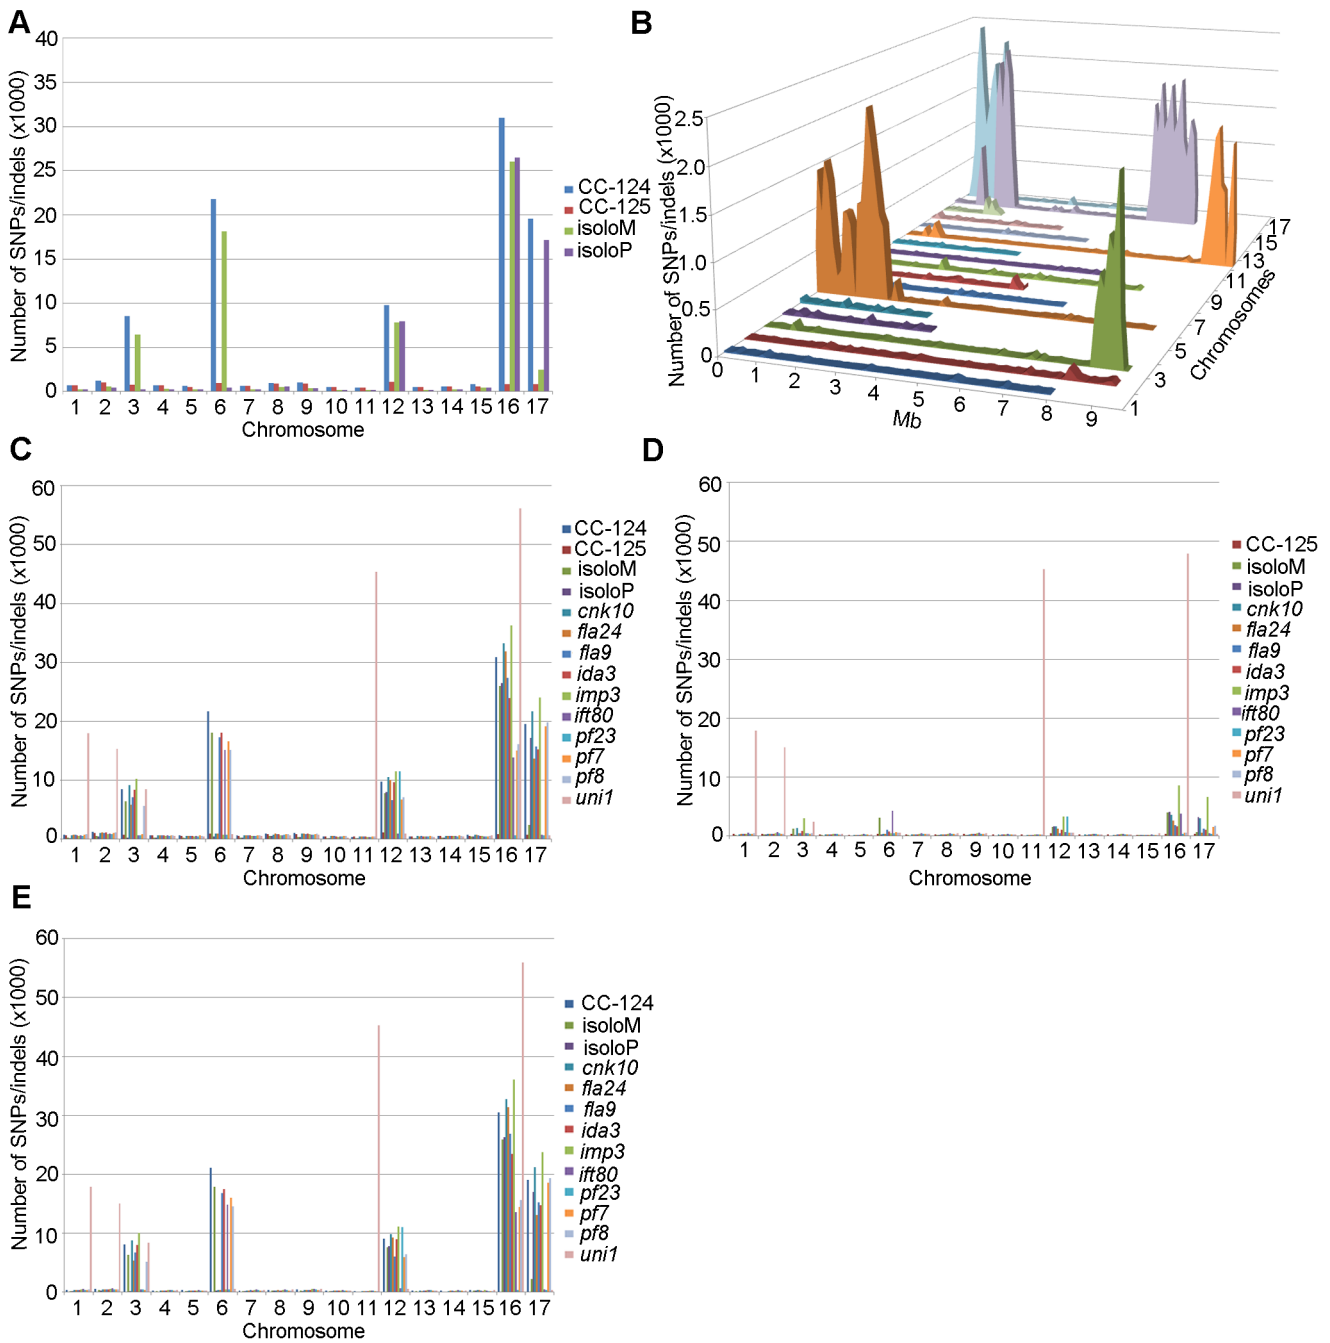 A
Number of SNPs/indels (x1000)
40
35
30
25
20
15
10
5
0
1 2 3 4 5 6 7 8 9 10 11 12 13 14 15 16 17
Chromosome
CC-124
CC-125
isoloM
isoloP
B
Number of SNPs/indels (x1000)
2.5
2.0
1.5
1.0
0.5
0
0 1 2 3 4 5 6 7 8 9
Mb
1 3 5 7 9 11 13 15 17
Chromosomes
C
Number of SNPs/indels (x1000)
60
50
40
30
20
10
0
1 2 3 4 5 6 7 8 9 10 11 12 13 14 15 16 17
Chromosome
CC-124
CC-125
isoloM
isoloP
cnk10
fla24
fla9
ida3
imp3
ift80
pf23
pf7
pf8
uni1
D
Number of SNPs/indels (x1000)
60
50
40
30
20
10
0
1 2 3 4 5 6 7 8 9 10 11 12 13 14 15 16 17
Chromosome
CC-125
isoloM
isoloP
cnk10
fla24
fla9
ida3
imp3
ift80
pf23
pf7
pf8
uni1
E
Number of SNPs/indels (x1000)
60
50
40
30
20
10
0
1 2 3 4 5 6 7 8 9 10 11 12 13 14 15 16 17
Chromosome
CC-124
isoloM
isoloP
cnk10
fla24
fla9
ida3
imp3
ift80
pf23
pf7
pf8
uni1